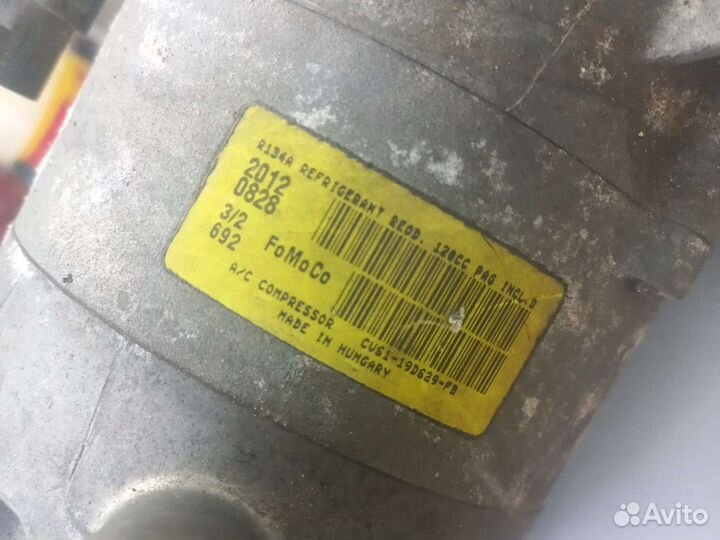 R134A REFRIGERANT REQD. 120CC PAG INCL.D
2012
0828
3/2
692
FoMoCo
A/C COMPRESSOR CV61-19D629-FB
MADE IN HUNGARY
Avito